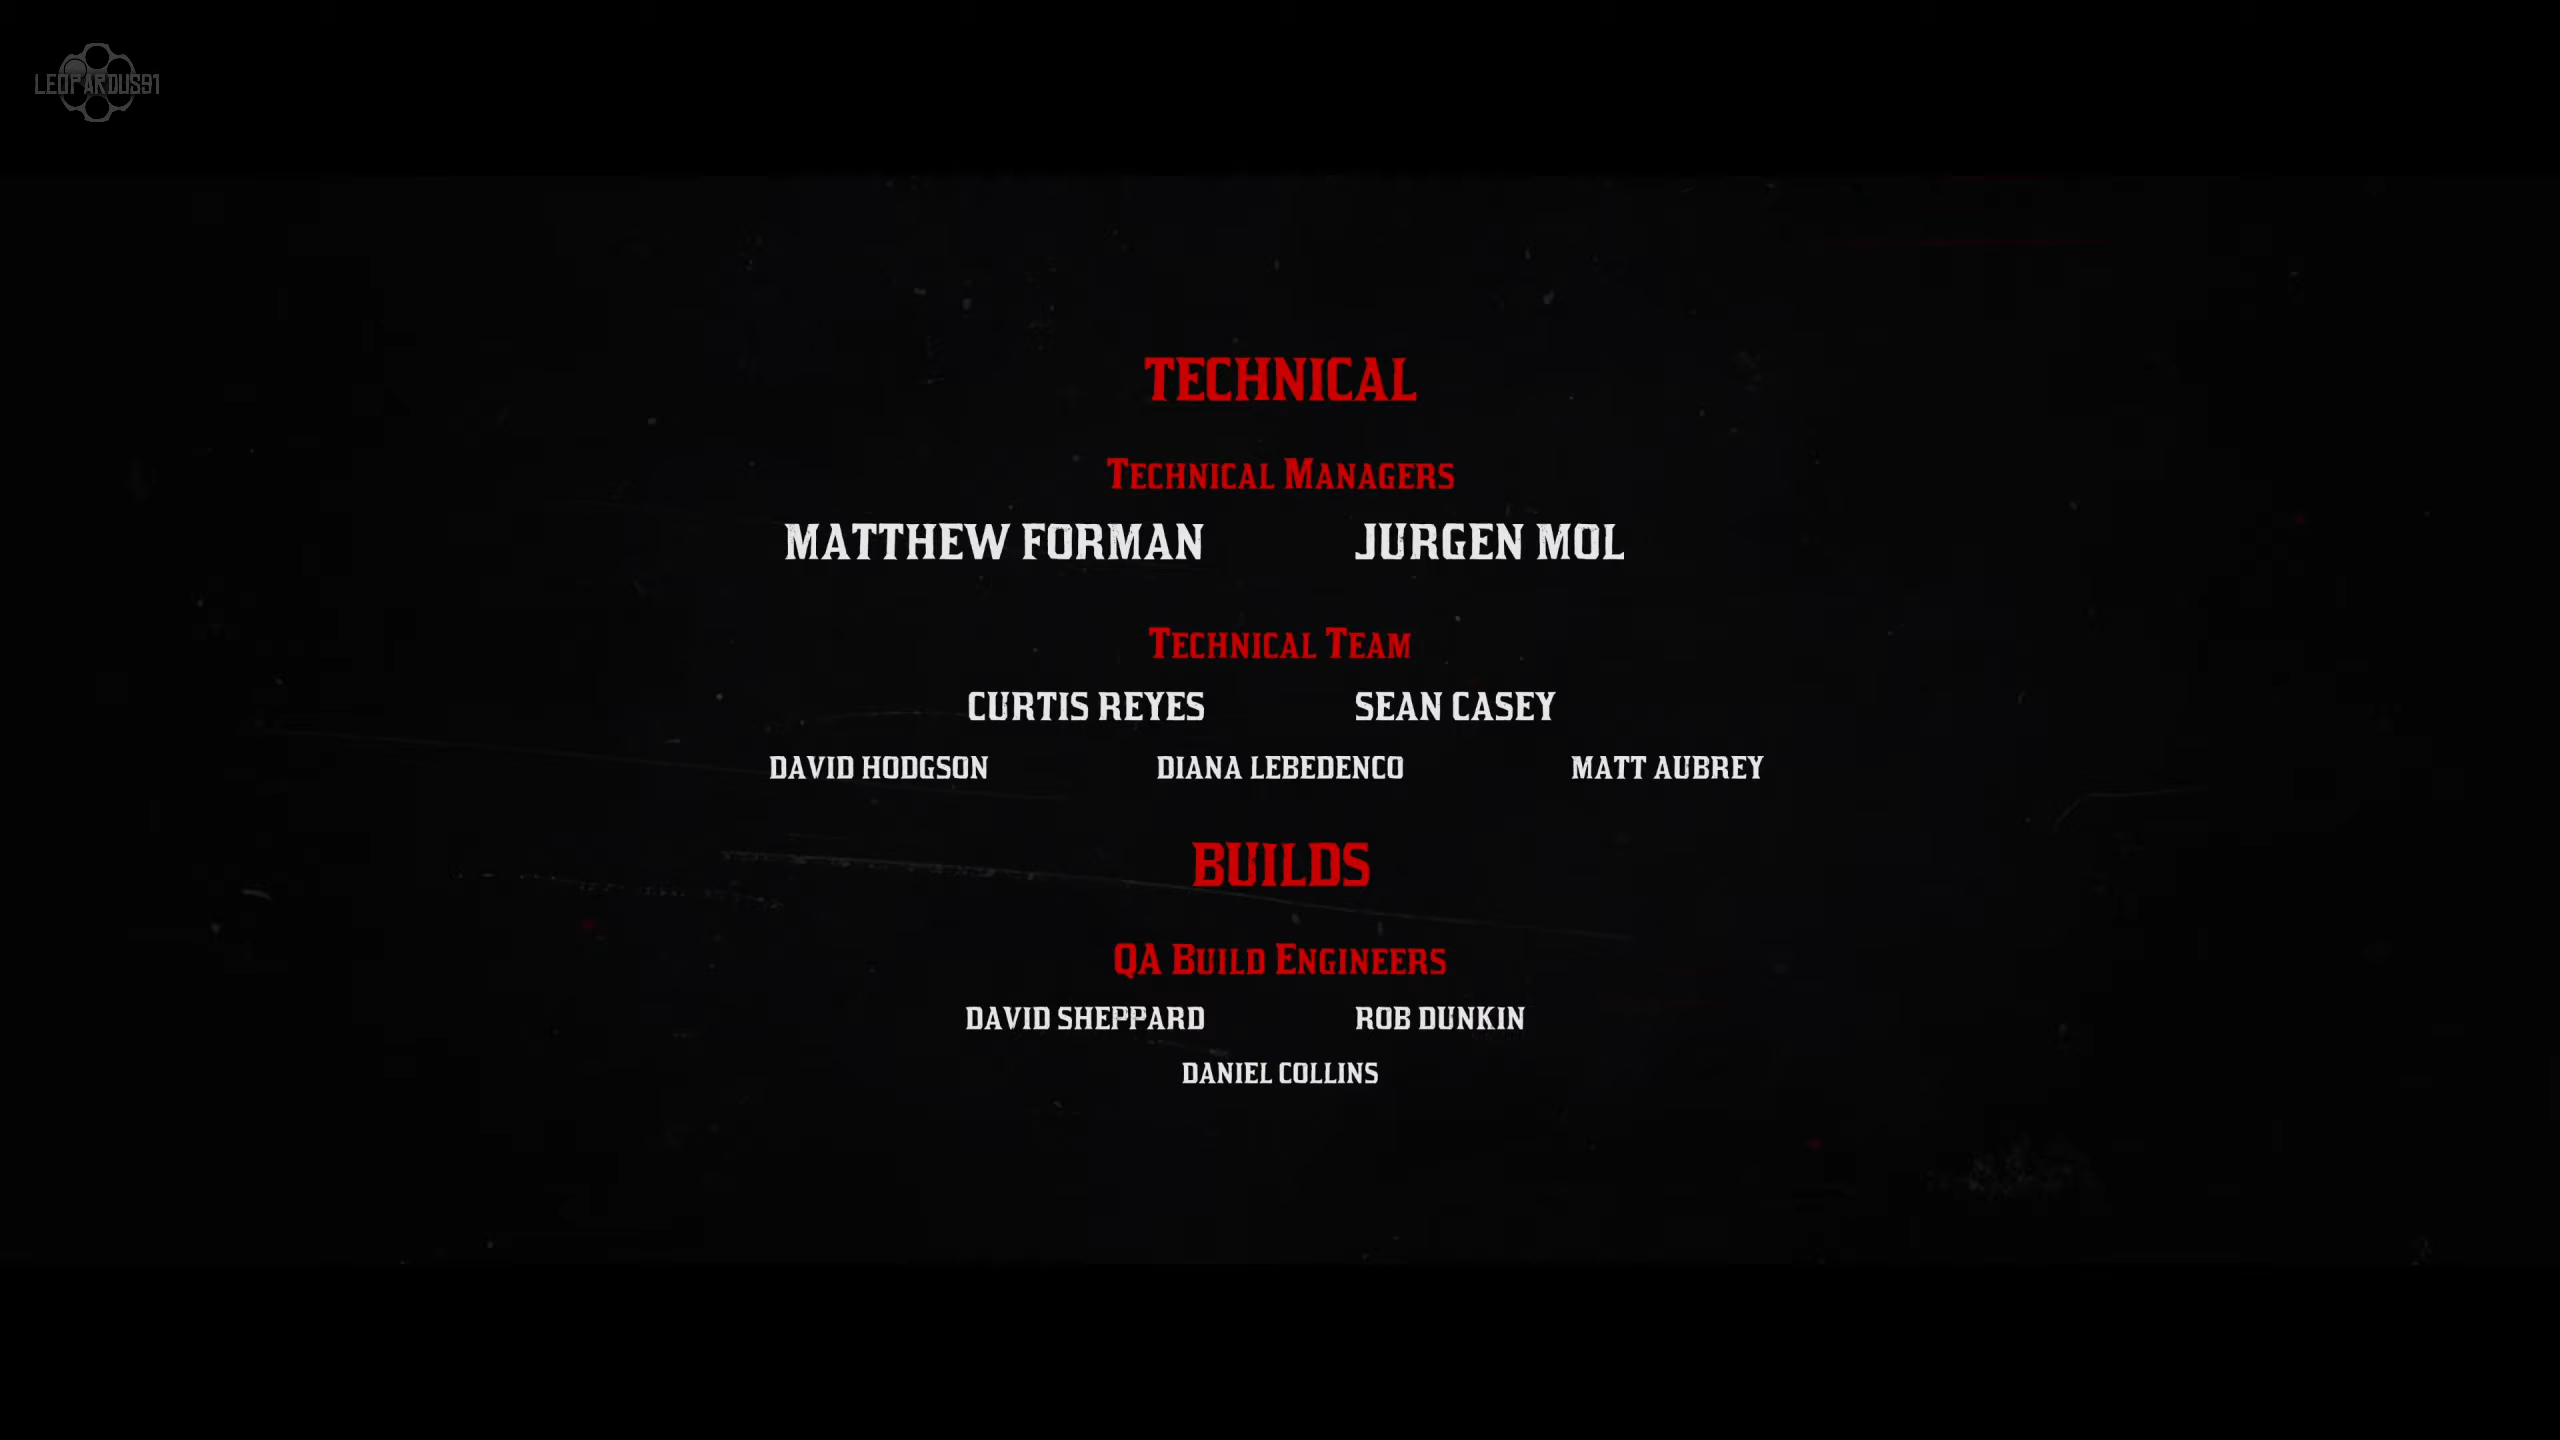 LEOPARDUS91
TECHNICAL
Technical Managers
MATTHEW FORMAN JURGEN MOL
Technical Team
CURTIS REYES SEAN CASEY
DAVID HODGSON DIANA LEBEDENCO MATT AUBREY
BUILDS
QA Build Engineers
DAVID SHEPPARD ROB DUNKIN
DANIEL COLLINS